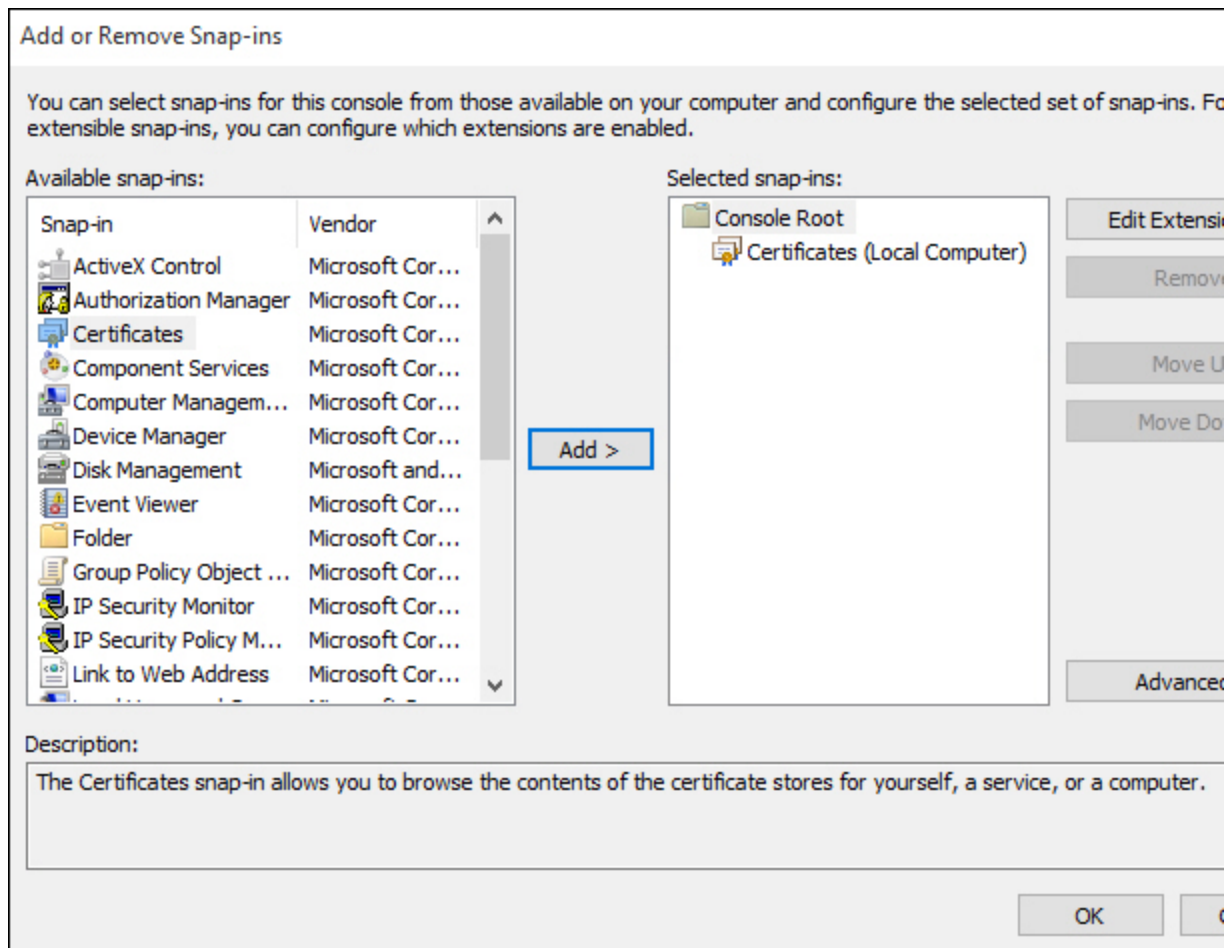 Add or Remove Snap-ins
You can select snap-ins for this console from those available on your computer and configure the selected set of snap-ins. Fo
extensible snap-ins, you can configure which extensions are enabled.
Available snap-ins:
Selected snap-ins:
Snap-in Vendor
ActiveX Control Microsoft Cor...
Authorization Manager Microsoft Cor...
Certificates Microsoft Cor...
Component Services Microsoft Cor...
Computer Managem... Microsoft Cor...
Device Manager Microsoft Cor...
Disk Management Microsoft and...
Event Viewer Microsoft Cor...
Folder Microsoft Cor...
Group Policy Object ... Microsoft Cor...
IP Security Monitor Microsoft Cor...
IP Security Policy M... Microsoft Cor...
Link to Web Address Microsoft Cor...
Add >
Console Root
Certificates (Local Computer)
Edit Extensi
Remov
Move U
Move Do
Advanced
Description:
The Certificates snap-in allows you to browse the contents of the certificate stores for yourself, a service, or a computer.
OK